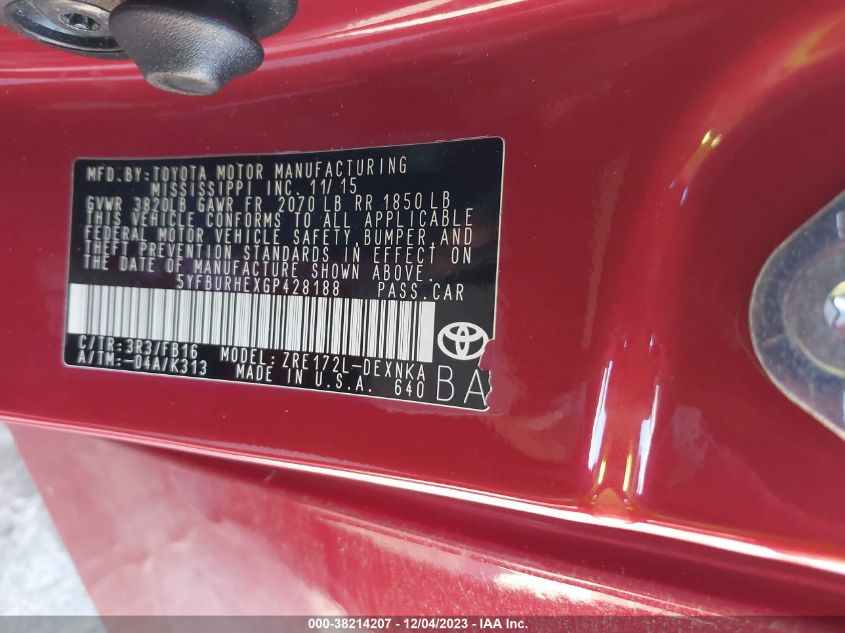 MFD.BY:TOYOTA MOTOR MANUFACTURING
MISSISSIPPI INC. 11/15
GVWR 3820LB GAWR FR 2070 LB RR 1850 LB
THIS VEHICLE CONFORMS TO ALL APPLICABLE
FEDERAL MOTOR VEHICLE SAFETY,BUMPER,AND
THEFT PREVENTION STANDARDS IN EFFECT ON
THE DATE OF MANUFACTURE SHOWN ABOVE.
5YFBURHEXGP428188 PASS.CAR
C/TR:3R3/FB16 MODEL:ZRE172L-DEXNKA
A/TM:-04A/K313 MADE IN U.S.A. 640 BA
000-38214207 - 12/04/2023 - IAA Inc.